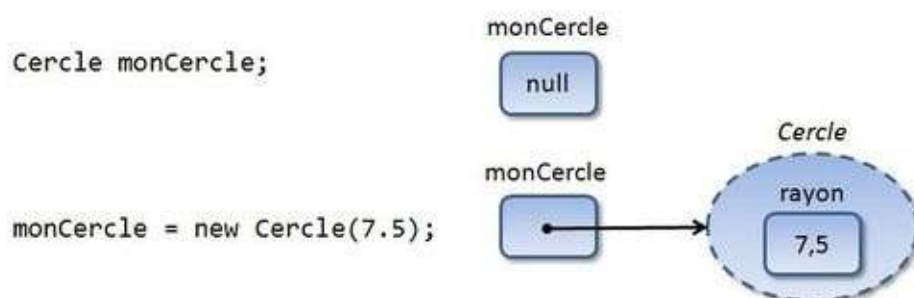 monCercle
Cercle monCercle;
null
Cercle
monCercle
rayon
monCercle = new Cercle(7.5);
7,5